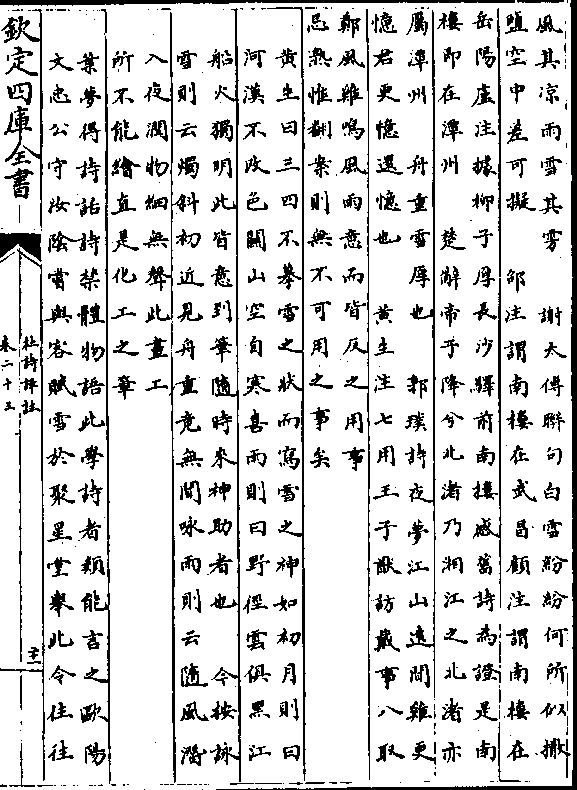 風其凉雨雪其雱　謝太傅聯句白雪紛紛何所似撒
鹽空中差可擬　邵注謂南樓在武昌顧注謂南樓在
岳陽盧注據柳子厚長沙驛前南樓感舊詩為證是南
樓即在潭州　楚辭帝子降兮北渚乃湘江之北渚亦
屬潭州　舟重雪厚也　郭璞詩夜夢江山遠間雞更
憶君更憶還憶也　黄生注七用王子猷訪戴事八取
鄭風雞鳴風雨意而皆反之用事
忌熟惟翻案則無不可用之事矣
黄生曰三四不摹雪之狀而寫雪之神如初月則曰
河漢不改色關山空自寒喜雨則曰野徑雲俱黑江
船火獨明此皆意到筆隨時來神助者也　今按詠
雪則云燭斜初近見舟重竟無聞咏雨則云隨風潛
入夜潤物細無聲此畫工
所不能繪直是化工之筆
葉夢得詩話詩禁體物語此學詩者類能言之歐陽
文忠公守汝陰嘗與客賦雪於聚星堂舉此令往往
欽定四庫全書
杜詩詳註
卷二十三